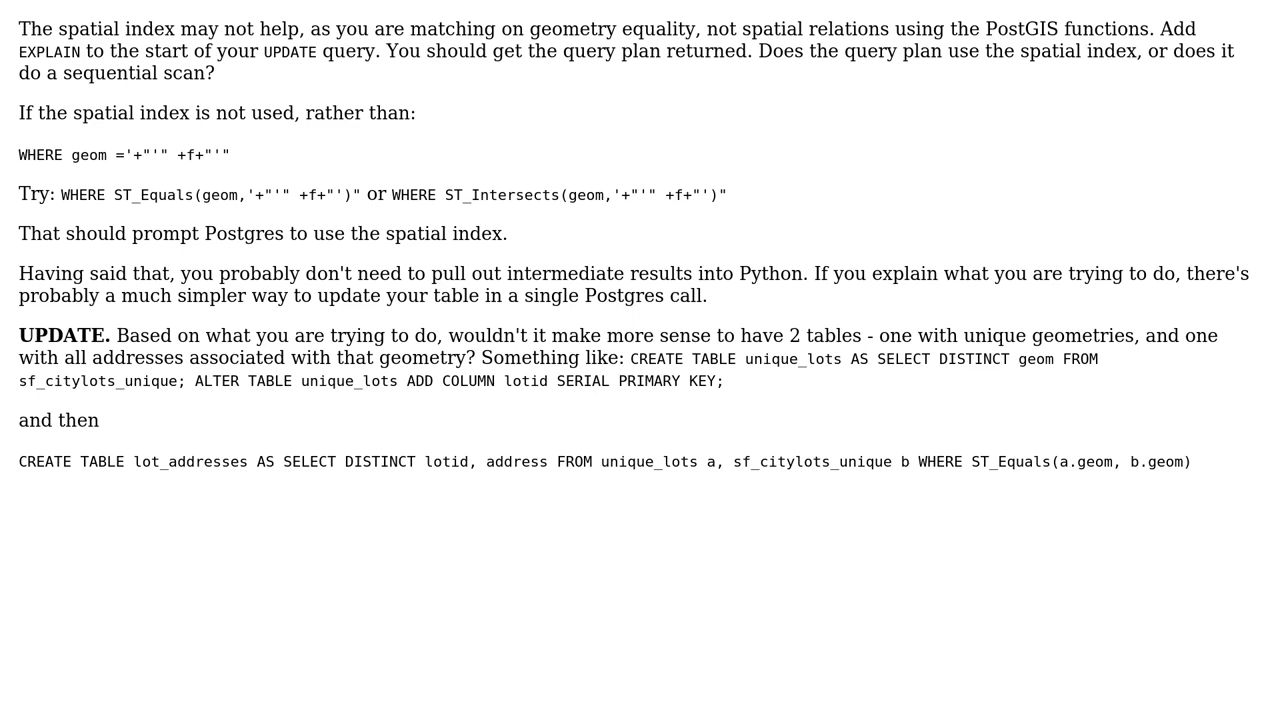 The spatial index may not help, as you are matching on geometry equality, not spatial relations using the PostGIS functions. Add
EXPLAIN to the start of your UPDATE query. You should get the query plan returned. Does the query plan use the spatial index, or does it
do a sequential scan?
If the spatial index is not used, rather than:
WHERE geom ='+"'" +f+"'"
Try: WHERE ST_Equals(geom,'+"'" +f+"')" or WHERE ST_Intersects(geom,'+"'" +f+"')"
That should prompt Postgres to use the spatial index.
Having said that, you probably don't need to pull out intermediate results into Python. If you explain what you are trying to do, there's
probably a much simpler way to update your table in a single Postgres call.
UPDATE. Based on what you are trying to do, wouldn't it make more sense to have 2 tables - one with unique geometries, and one
with all addresses associated with that geometry? Something like: CREATE TABLE unique_lots AS SELECT DISTINCT geom FROM
sf_citylots_unique; ALTER TABLE unique_lots ADD COLUMN lotid SERIAL PRIMARY KEY;
and then
CREATE TABLE lot_addresses AS SELECT DISTINCT lotid, address FROM unique_lots a, sf_citylots_unique b WHERE ST_Equals(a.geom, b.geom)